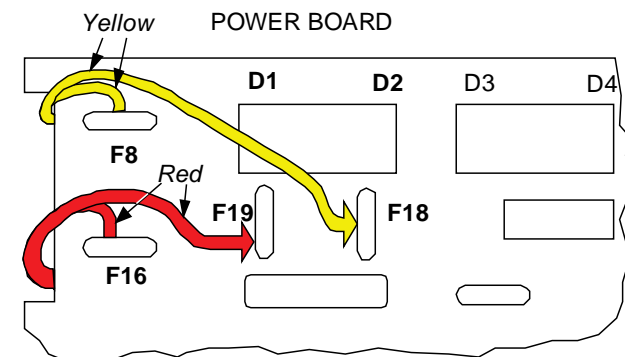 Yellow POWER BOARD
D1 D2 D3 D4
F8
Red
F19 F18
F16